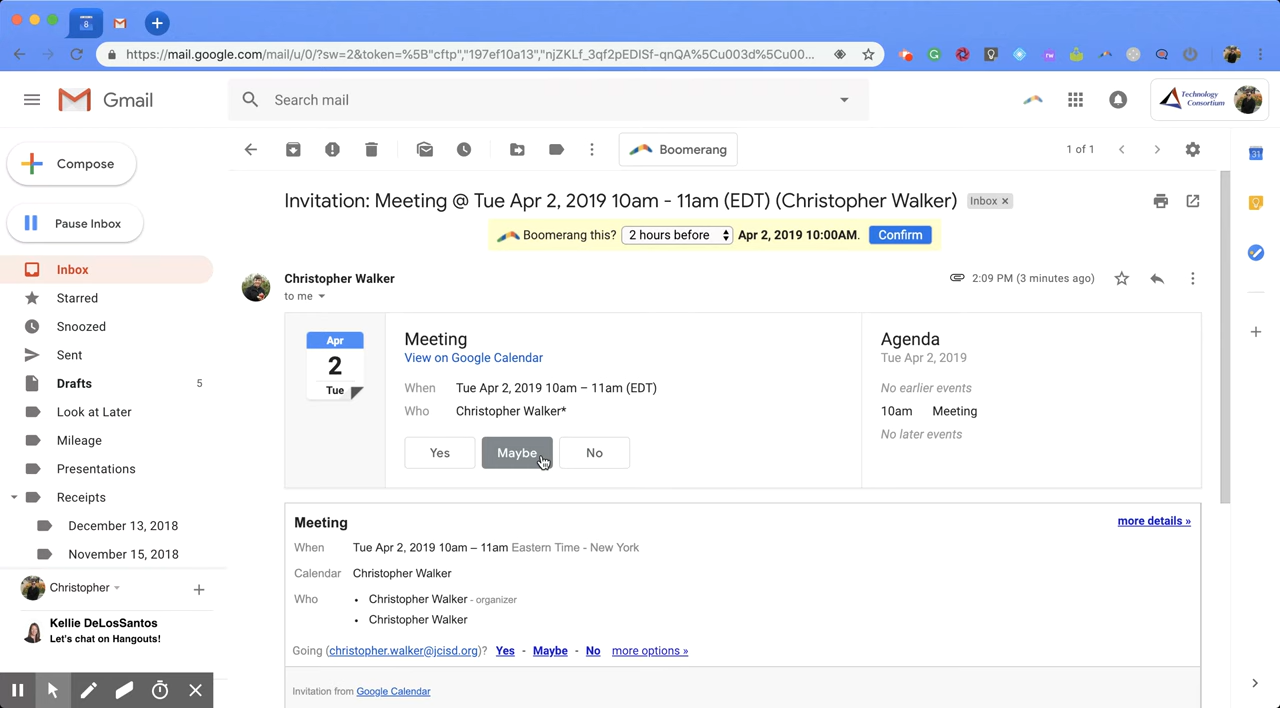 8
https://mail.google.com/mail/u/0/?sw=2&token=%5B"cftp","197ef10a13","njZKLf_3qf2pEDISf-qnQA%5Cu003d%5Cu00...
Gmail
Search mail
Technology
Consortium
Compose
Boomerang
1 of 1
31
Pause Inbox
Invitation: Meeting @ Tue Apr 2, 2019 10am - 11am (EDT) (Christopher Walker) Inbox ×
Boomerang this? 2 hours before Apr 2, 2019 10:00AM. Confirm
Inbox
Starred
Snoozed
Sent
Drafts 5
Look at Later
Mileage
Presentations
Receipts
December 13, 2018
November 15, 2018
Christopher
Kellie DeLosSantos
Let's chat on Hangouts!
Christopher Walker
2:09 PM (3 minutes ago)
to me
Apr
2
Tue
Meeting
View on Google Calendar
When Tue Apr 2, 2019 10am – 11am (EDT)
Who Christopher Walker*
Yes Maybe No
Agenda
Tue Apr 2, 2019
No earlier events
10am Meeting
No later events
Meeting
more details »
When Tue Apr 2, 2019 10am – 11am Eastern Time - New York
Calendar Christopher Walker
Who • Christopher Walker - organizer
• Christopher Walker
Going (christopher.walker@jcisd.org)? Yes - Maybe - No more options »
Invitation from Google Calendar